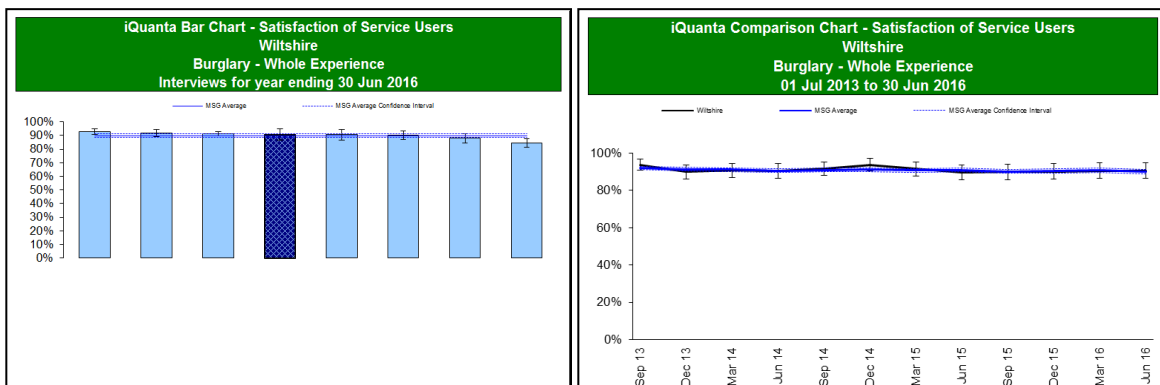 iQuanta Bar Chart - Satisfaction of Service Users
Wiltshire
Burglary - Whole Experience
Interviews for year ending 30 Jun 2016
MSG Average
MSG Average Confidence Interval
100%
90%
80%
70%
60%
50%
40%
30%
20%
10%
0%
iQuanta Comparison Chart - Satisfaction of Service Users
Wiltshire
Burglary - Whole Experience
01 Jul 2013 to 30 Jun 2016
Wiltshire
MSG Average
MSG Average Confidence Interval
100%
80%
60%
40%
20%
0%
Sep 13
Dec 13
Mar 14
Jun 14
Sep 14
Dec 14
Mar 15
Jun 15
Sep 15
Dec 15
Mar 16
Jun 16